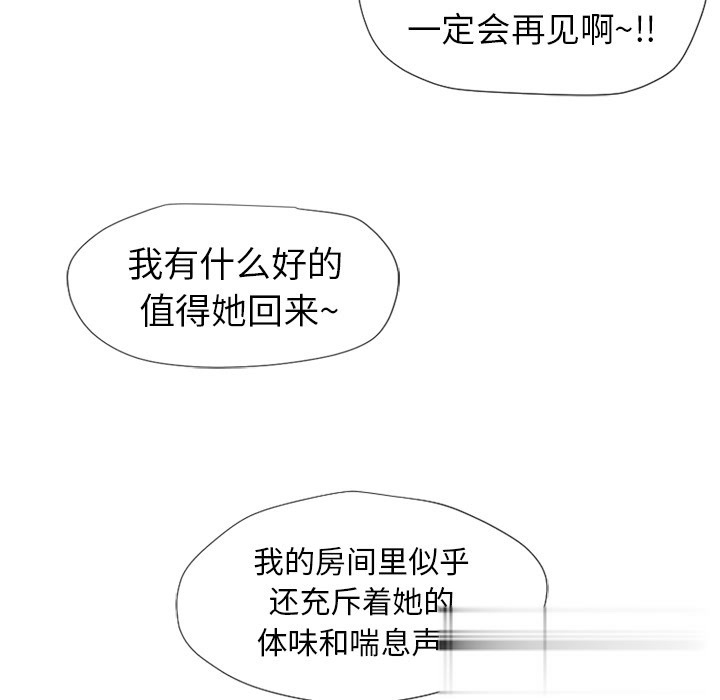 一定会再见啊~!!
我有什么好的
值得她回来~
我的房间里似乎
还充斥着她的
体味和喘息声